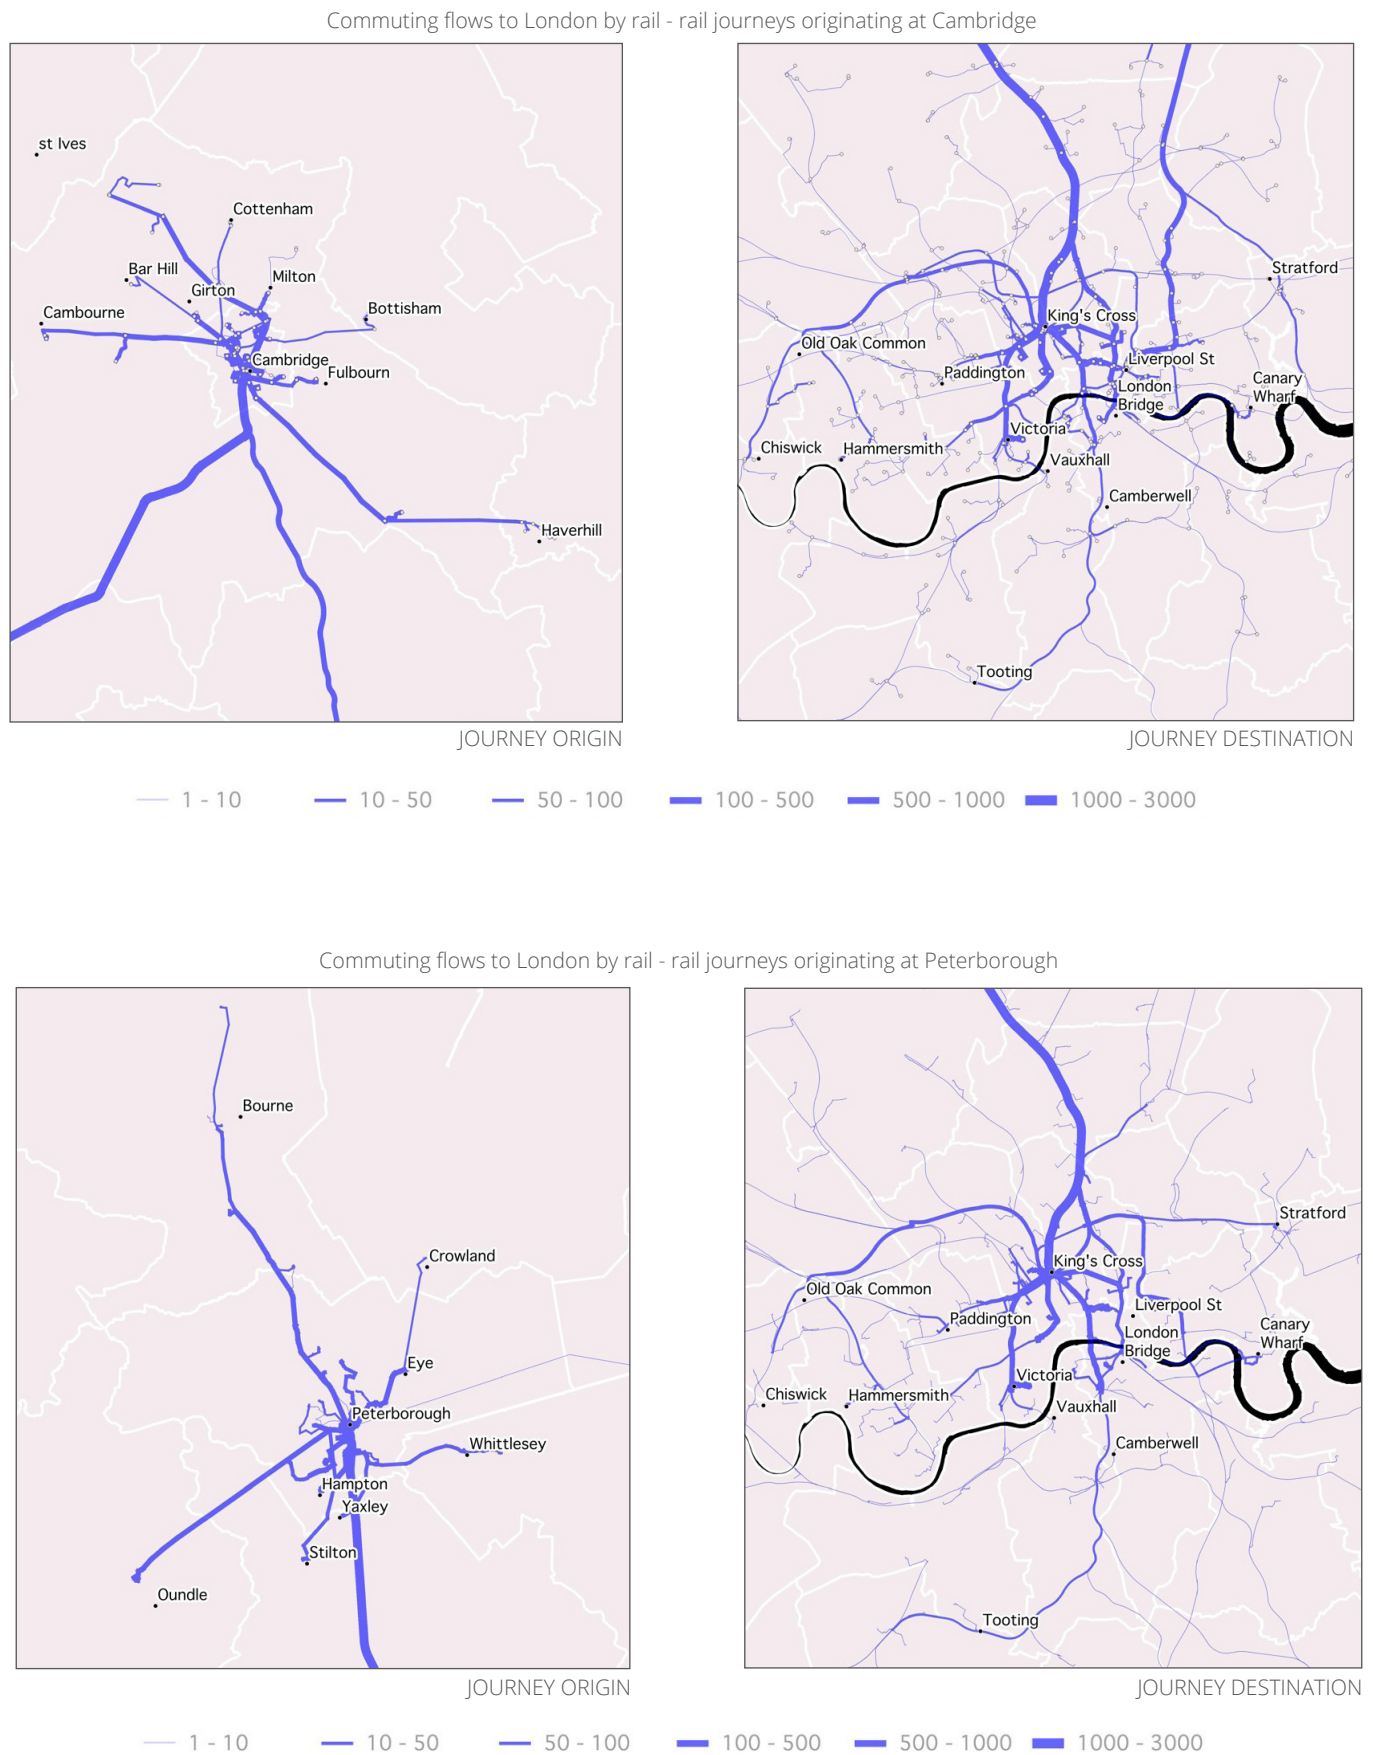 Commuting flows to London by rail - rail journeys originating at Cambridge
st Ives
Cottenham
Bar Hill
Milton
Girton
Cambourne
Bottisham
Cambridge
Fulbourn
Haverhill
JOURNEY ORIGIN
Stratford
King's Cross
Old Oak Common
Liverpool St
Paddington
London
Bridge
Canary
Wharf
Victoria
Chiswick
Hammersmith
Vauxhall
Camberwell
Tooting
JOURNEY DESTINATION
1 - 10
10 - 50
50 - 100
100 - 500
500 - 1000
1000 - 3000
Commuting flows to London by rail - rail journeys originating at Peterborough
Bourne
Crowland
Eye
Peterborough
Whittlesey
Hampton
Yaxley
Stilton
Oundle
JOURNEY ORIGIN
Stratford
King's Cross
Old Oak Common
Liverpool St
Paddington
London
Bridge
Canary
Wharf
Victoria
Chiswick
Hammersmith
Vauxhall
Camberwell
Tooting
JOURNEY DESTINATION
1 - 10
10 - 50
50 - 100
100 - 500
500 - 1000
1000 - 3000